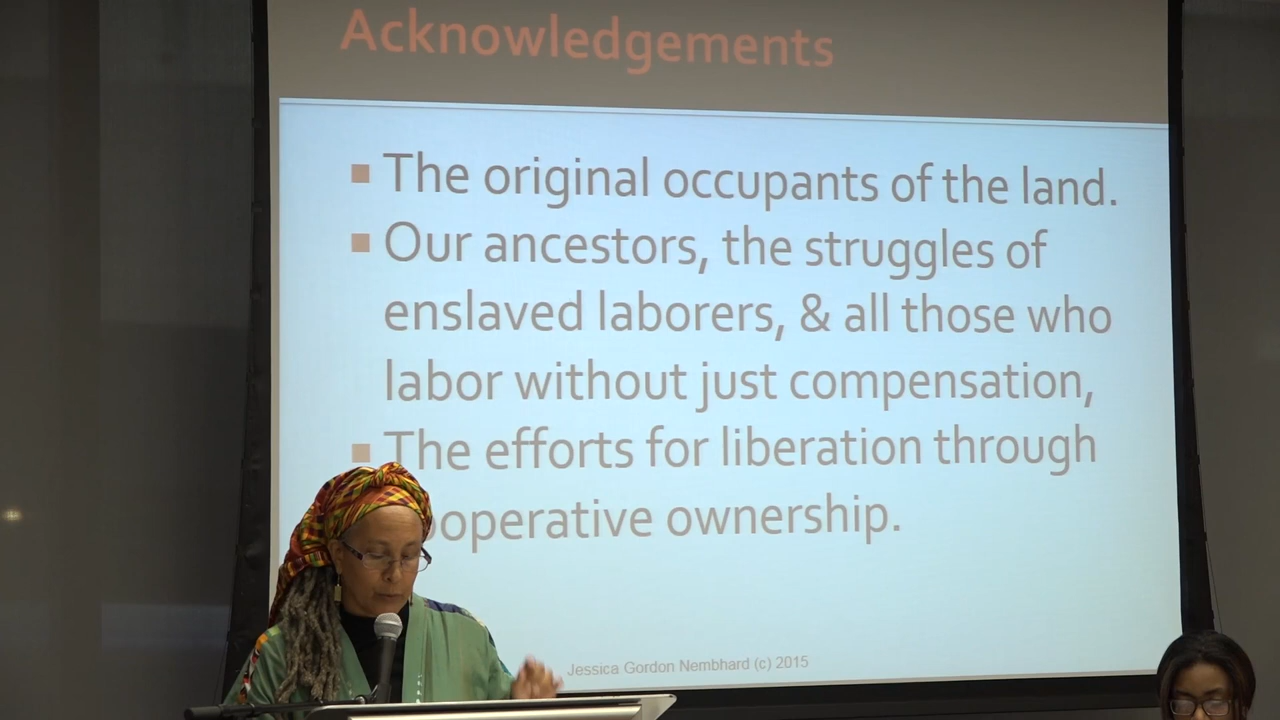 Acknowledgements
▪ The original occupants of the land.
▪ Our ancestors, the struggles of
enslaved laborers, & all those who
labor without just compensation,
▪ The efforts for liberation through
ooperative ownership.
Jessica Gordon Nembhard (c) 2015